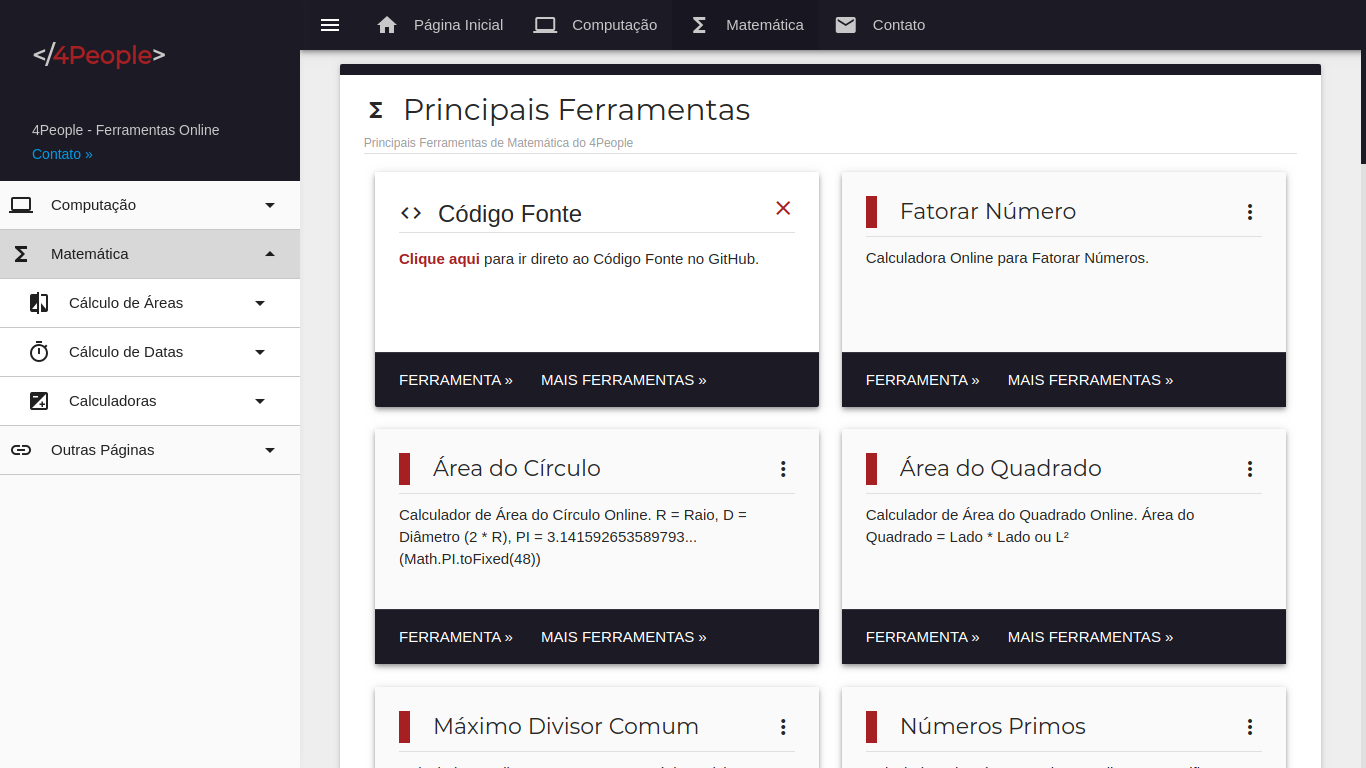 </4People>
4People - Ferramentas Online
Contato »
Computação
Matemática
Cálculo de Áreas
Cálculo de Datas
Calculadoras
Outras Páginas
Página Inicial
Computação
Matemática
Contato
Principais Ferramentas
Principais Ferramentas de Matemática do 4People
Código Fonte
Clique aqui para ir direto ao Código Fonte no GitHub.
FERRAMENTA » MAIS FERRAMENTAS »
Fatorar Número
Calculadora Online para Fatorar Números.
FERRAMENTA » MAIS FERRAMENTAS »
Área do Círculo
Calculador de Área do Círculo Online. R = Raio, D =
Diâmetro (2 * R), PI = 3.141592653589793...
(Math.PI.toFixed(48))
FERRAMENTA » MAIS FERRAMENTAS »
Área do Quadrado
Calculador de Área do Quadrado Online. Área do
Quadrado = Lado * Lado ou L²
FERRAMENTA » MAIS FERRAMENTAS »
Máximo Divisor Comum
Números Primos